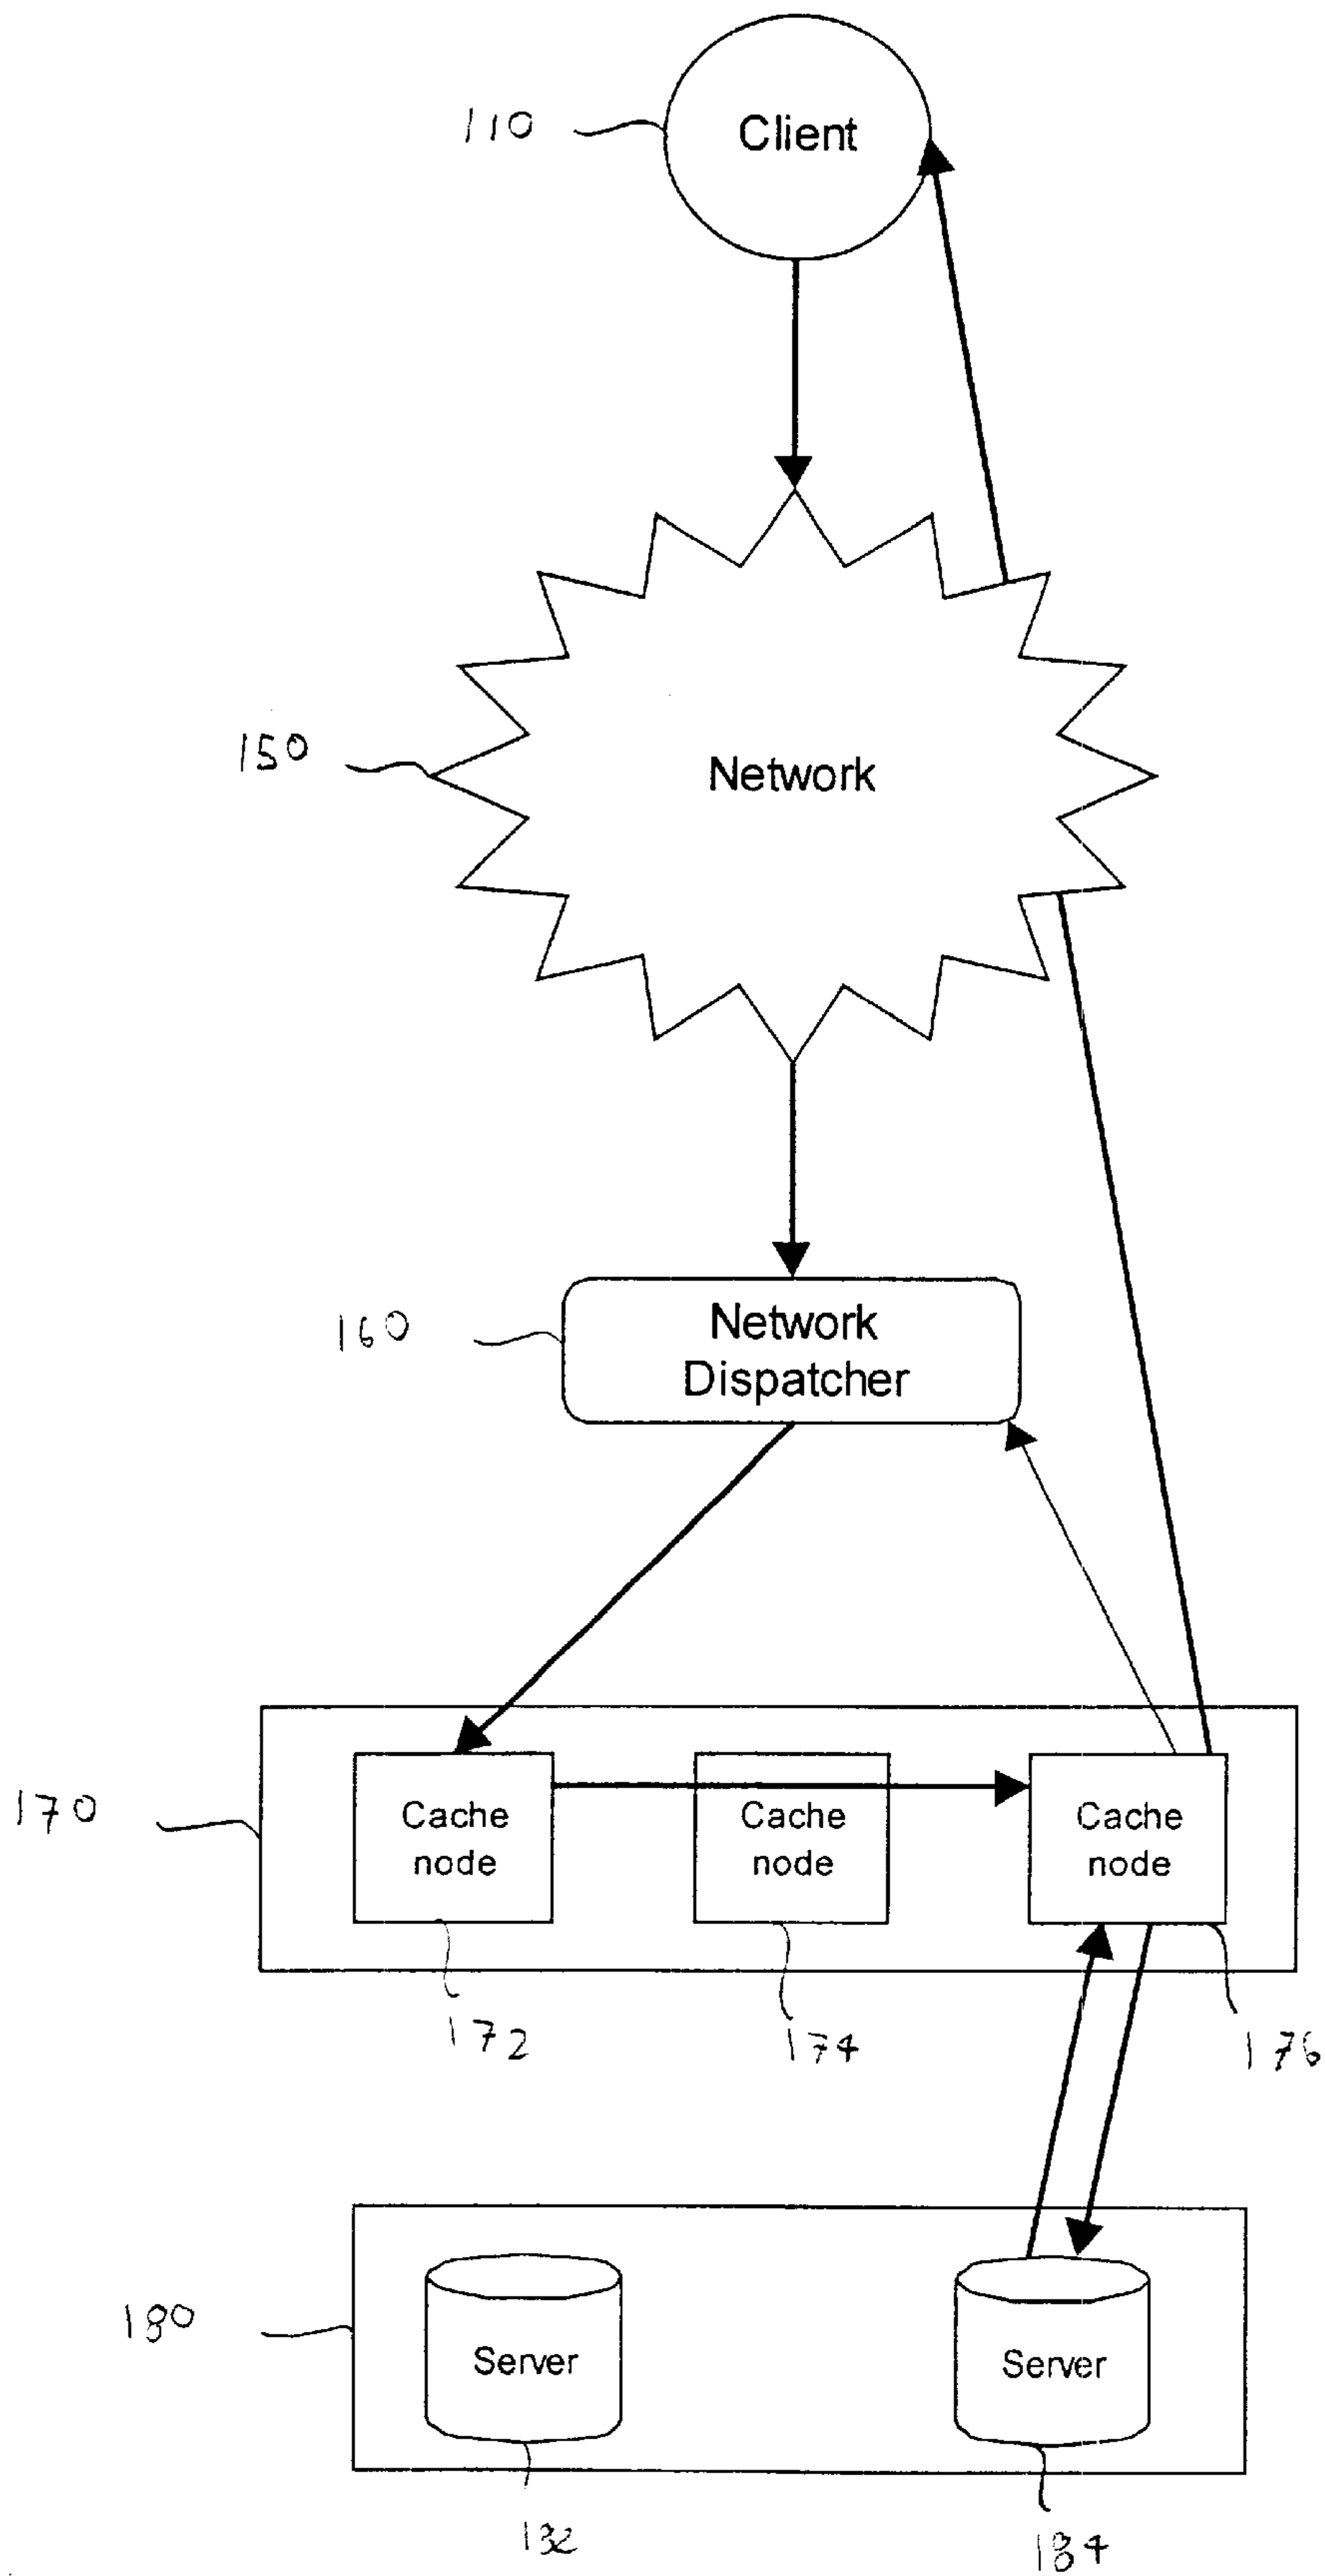 110
Client
150
Network
160
Network
Dispatcher
170
Cache
node
Cache
node
Cache
node
172
174
176
180
Server
Server
182
184